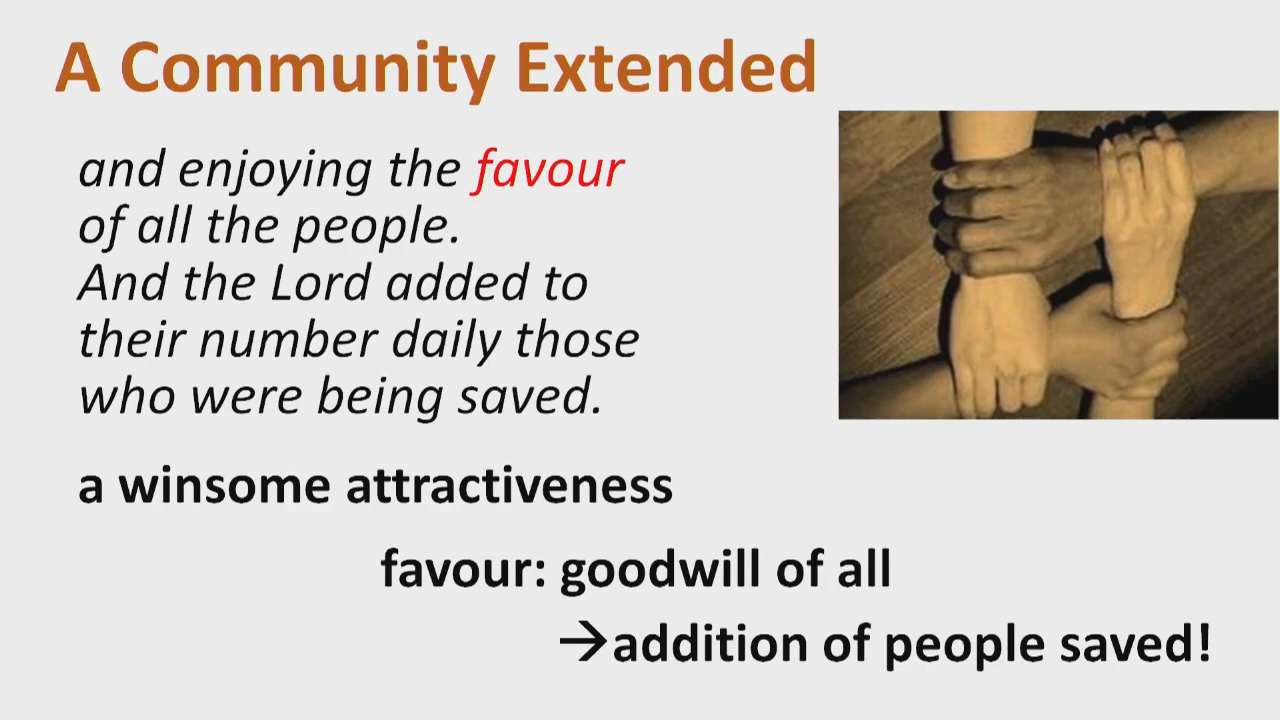 A Community Extended
and enjoying the favour
of all the people.
And the Lord added to
their number daily those
who were being saved.
a winsome attractiveness
favour: goodwill of all
→addition of people saved!